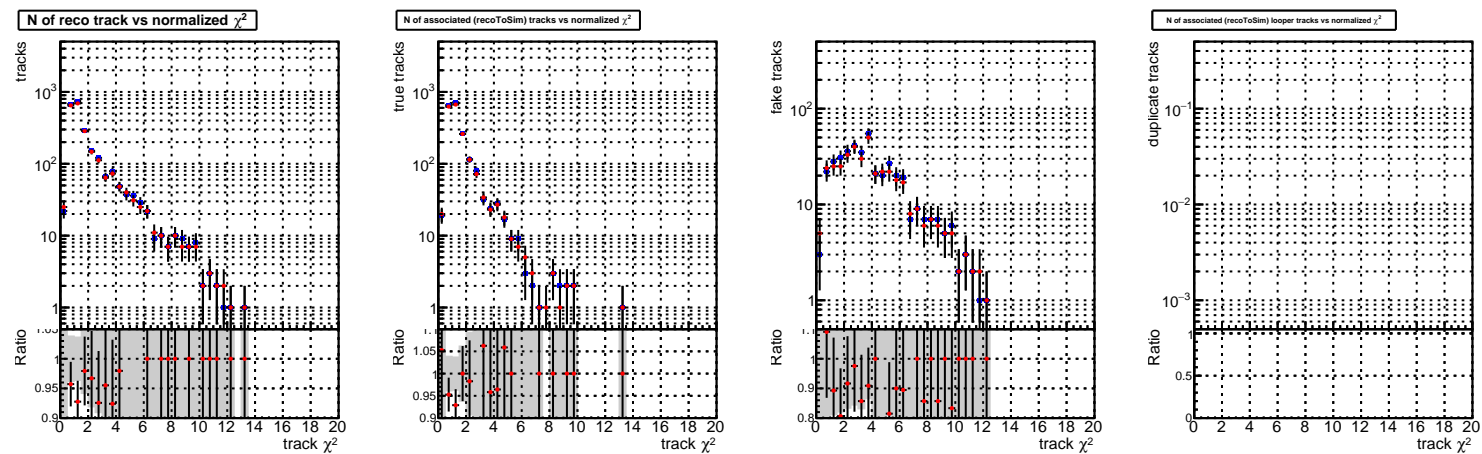 N of reco track vs normalized χ²
tracks
10³
10²
10
1
Ratio
1.05
1
0.95
0.9
0 2 4 6 8 10 12 14 16 18 20
track χ²
N of associated (recoToSim) tracks vs normalized χ²
true tracks
10³
10²
10
1
Ratio
1.1
1.05
1.0
0.95
0.9
0 2 4 6 8 10 12 14 16 18 20
track χ²
fake tracks
10²
10
1
Ratio
1.1
1
0.9
0.8
0 2 4 6 8 10 12 14 16 18 20
track χ²
N of associated (recoToSim) looper tracks vs normalized χ²
duplicate tracks
10⁻¹
10⁻²
10⁻³
Ratio
1
0.5
0
0 2 4 6 8 10 12 14 16 18 20
track χ²